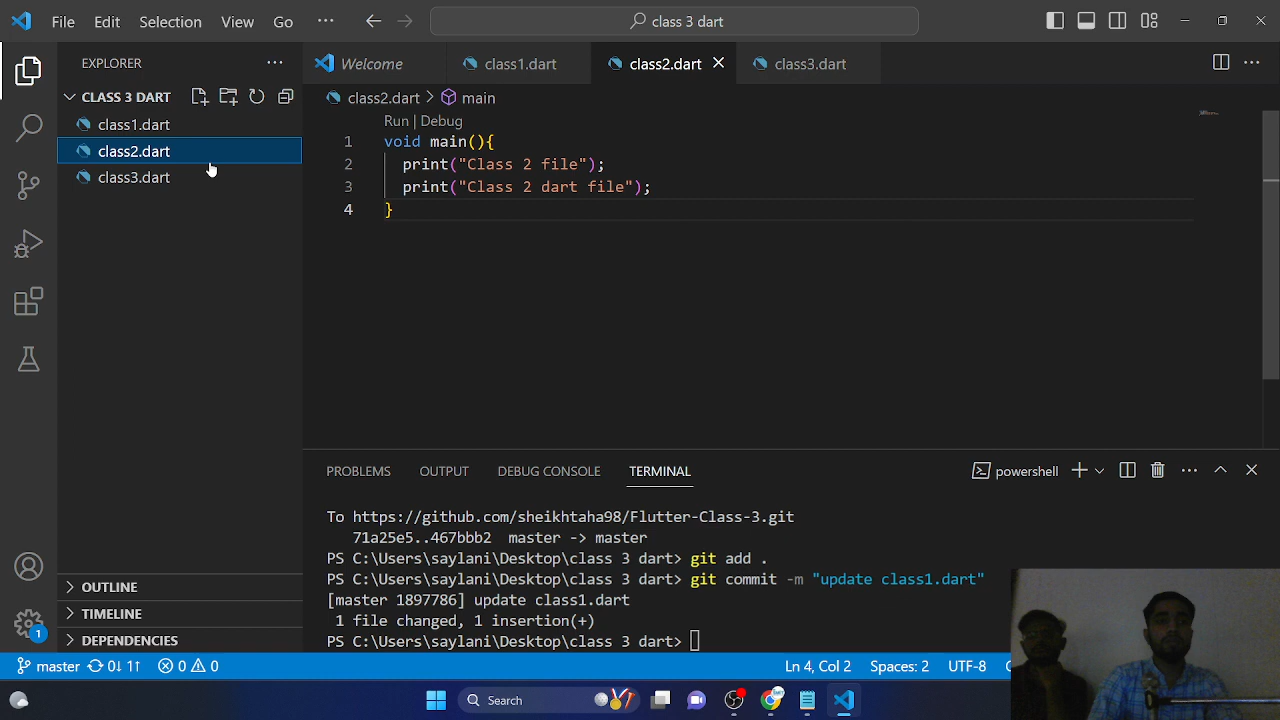 File Edit Selection View Go ··· class 3 dart
EXPLORER ···
Welcome class1.dart class2.dart class3.dart
CLASS 3 DART
class1.dart
class2.dart
class3.dart
class2.dart > main
Run | Debug
1 void main(){
2 print("Class 2 file");
3 print("Class 2 dart file");
4 }
PROBLEMS OUTPUT DEBUG CONSOLE TERMINAL powershell
To https://github.com/sheikhtaha98/Flutter-Class-3.git
71a25e5..467bbb2 master -> master
PS C:\Users\saylani\Desktop\class 3 dart> git add .
PS C:\Users\saylani\Desktop\class 3 dart> git commit -m "update class1.dart"
[master 1897786] update class1.dart
1 file changed, 1 insertion(+)
PS C:\Users\saylani\Desktop\class 3 dart>
OUTLINE
TIMELINE
DEPENDENCIES
1
master 0↓ 1↑ 0 0 Ln 4, Col 2 Spaces: 2 UTF-8
Search